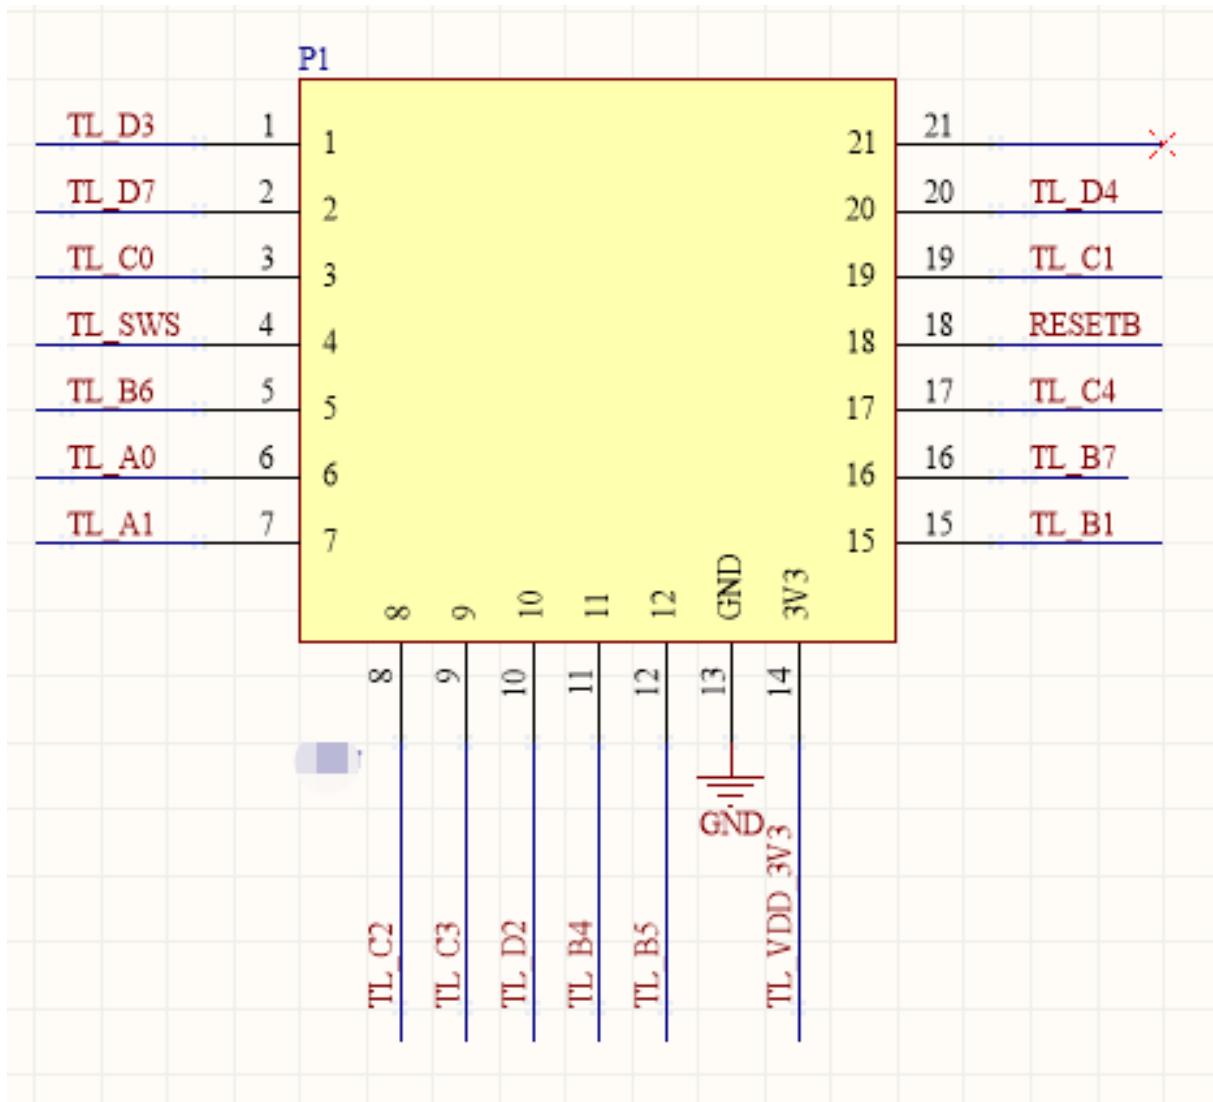 P1
TL_D3 1 1 21 21
TL_D7 2 2 20 20 TL_D4
TL_C0 3 3 19 19 TL_C1
TL_SWS 4 4 18 18 RESETB
TL_B6 5 5 17 17 TL_C4
TL_A0 6 6 16 16 TL_B7
TL_A1 7 7 15 15 TL_B1
8 9 10 11 12 GND 3V3
8 9 10 11 12 13 14
GND
TL_C2 TL_C3 TL_D2 TL_B4 TL_B5 TL_VDD_3V3